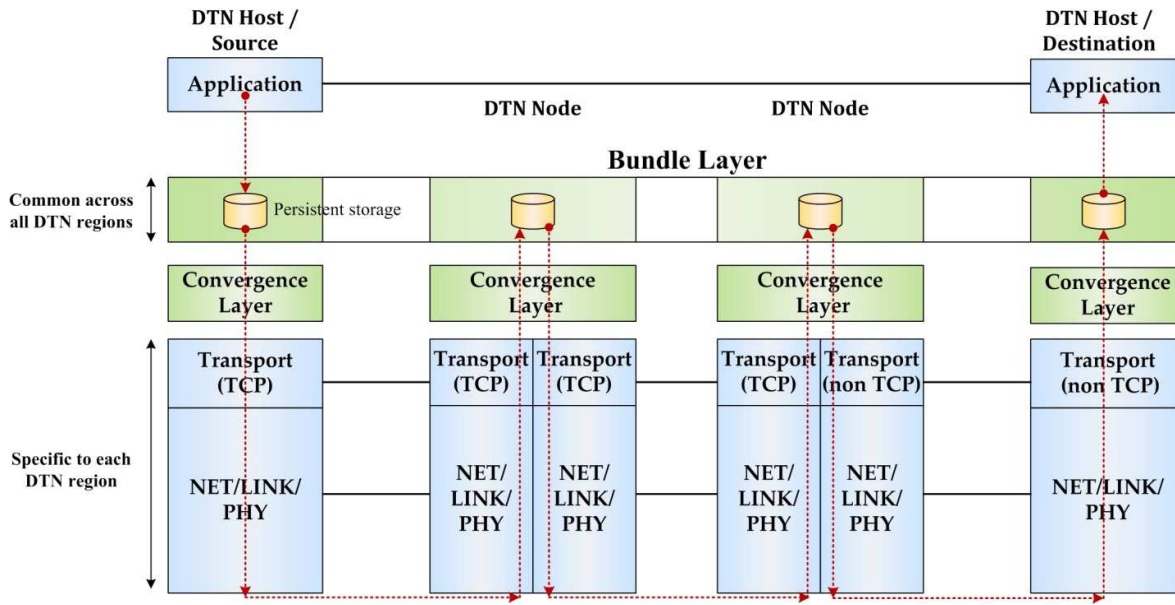 DTN Host /
Source
DTN Host /
Destination
Application
Application
DTN Node
DTN Node
Bundle Layer
Common across
all DTN regions
Persistent storage
Convergence
Layer
Convergence
Layer
Convergence
Layer
Convergence
Layer
Transport
(TCP)
Transport
(TCP)
Transport
(TCP)
Transport
(TCP)
Transport
(non TCP)
Transport
(non TCP)
Specific to each
DTN region
NET/LINK/
PHY
NET/
LINK/
PHY
NET/
LINK/
PHY
NET/
LINK/
PHY
NET/
LINK/
PHY
NET/LINK/
PHY